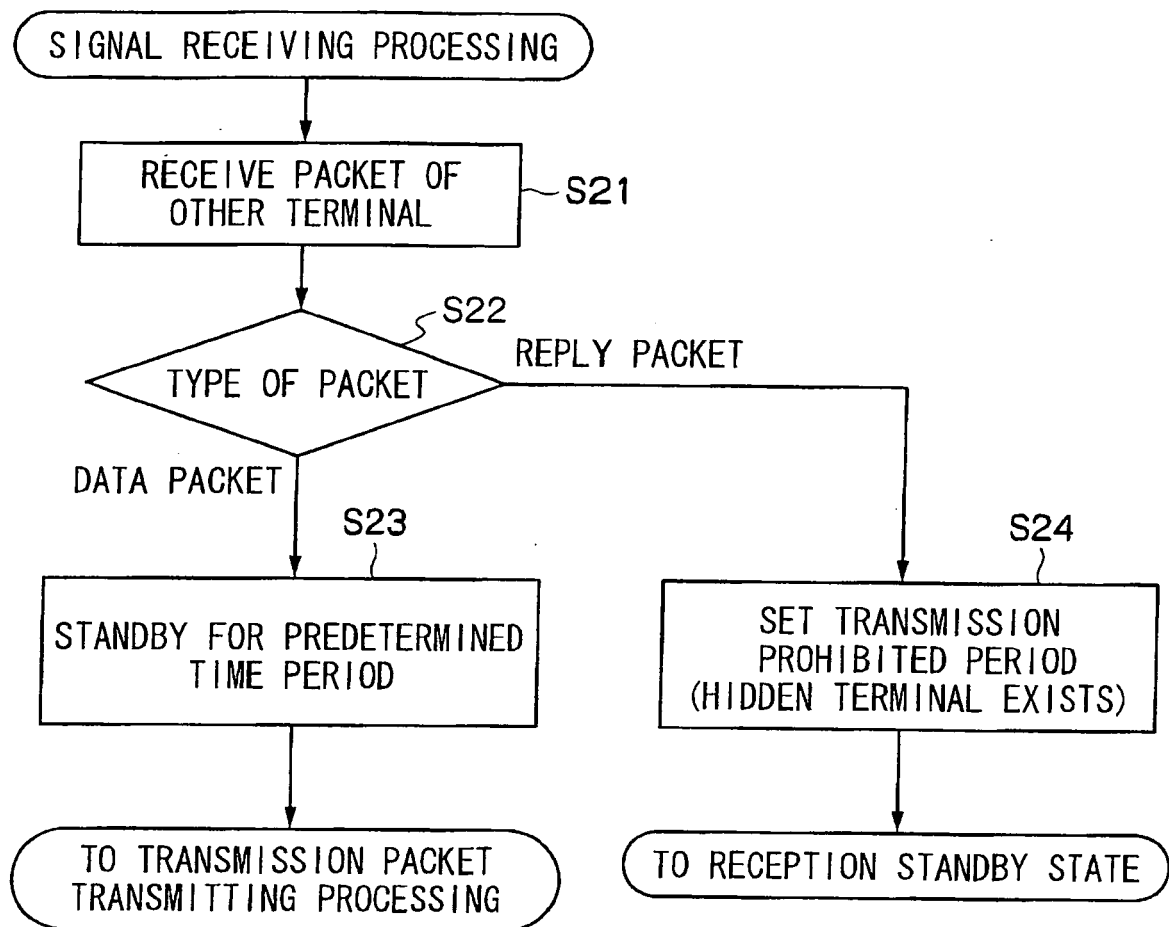 SIGNAL RECEIVING PROCESSING
RECEIVE PACKET OF
OTHER TERMINAL
S21
S22
TYPE OF PACKET
REPLY PACKET
DATA PACKET
S23
STANDBY FOR PREDETERMINED
TIME PERIOD
S24
SET TRANSMISSION
PROHIBITED PERIOD
(HIDDEN TERMINAL EXISTS)
TO TRANSMISSION PACKET
TRANSMITTING PROCESSING
TO RECEPTION STANDBY STATE